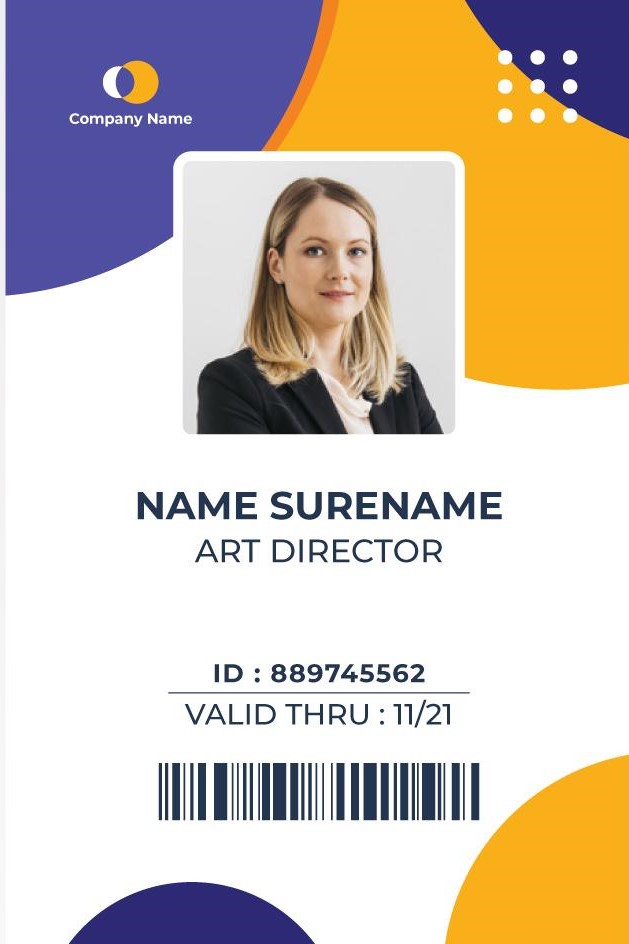 Company Name
NAME SURENAME
ART DIRECTOR
ID : 889745562
VALID THRU : 11/21